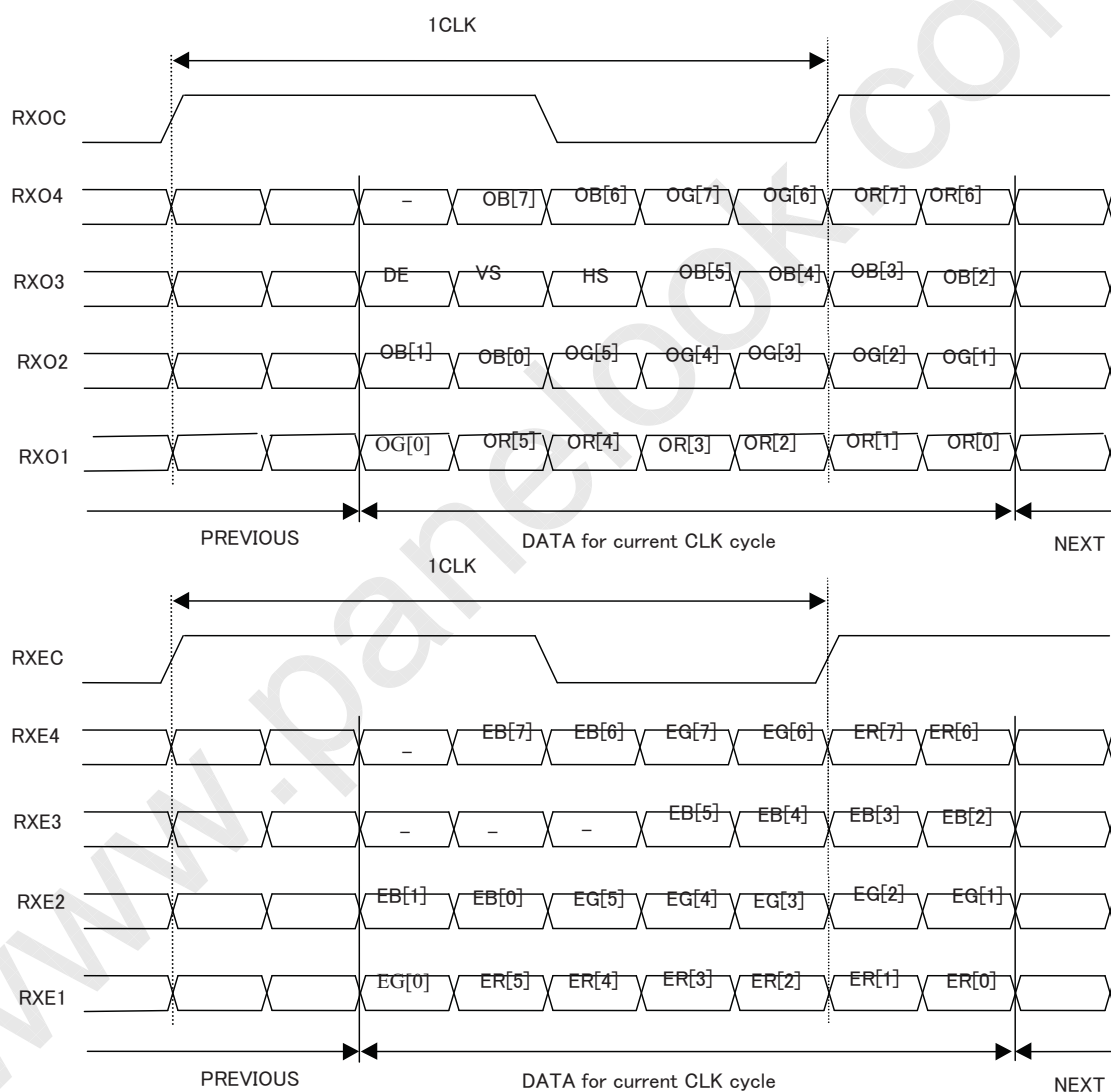 1CLK
RXOC
RXO4 – OB[7] OB[6] OG[7] OG[6] OR[7] OR[6]
RXO3 DE VS HS OB[5] OB[4] OB[3] OB[2]
RXO2 OB[1] OB[0] OG[5] OG[4] OG[3] OG[2] OG[1]
RXO1 OG[0] OR[5] OR[4] OR[3] OR[2] OR[1] OR[0]
PREVIOUS DATA for current CLK cycle NEXT
1CLK
RXEC
RXE4 – EB[7] EB[6] EG[7] EG[6] ER[7] ER[6]
RXE3 – – – EB[5] EB[4] EB[3] EB[2]
RXE2 EB[1] EB[0] EG[5] EG[4] EG[3] EG[2] EG[1]
RXE1 EG[0] ER[5] ER[4] ER[3] ER[2] ER[1] ER[0]
PREVIOUS DATA for current CLK cycle NEXT
www.panelook.com